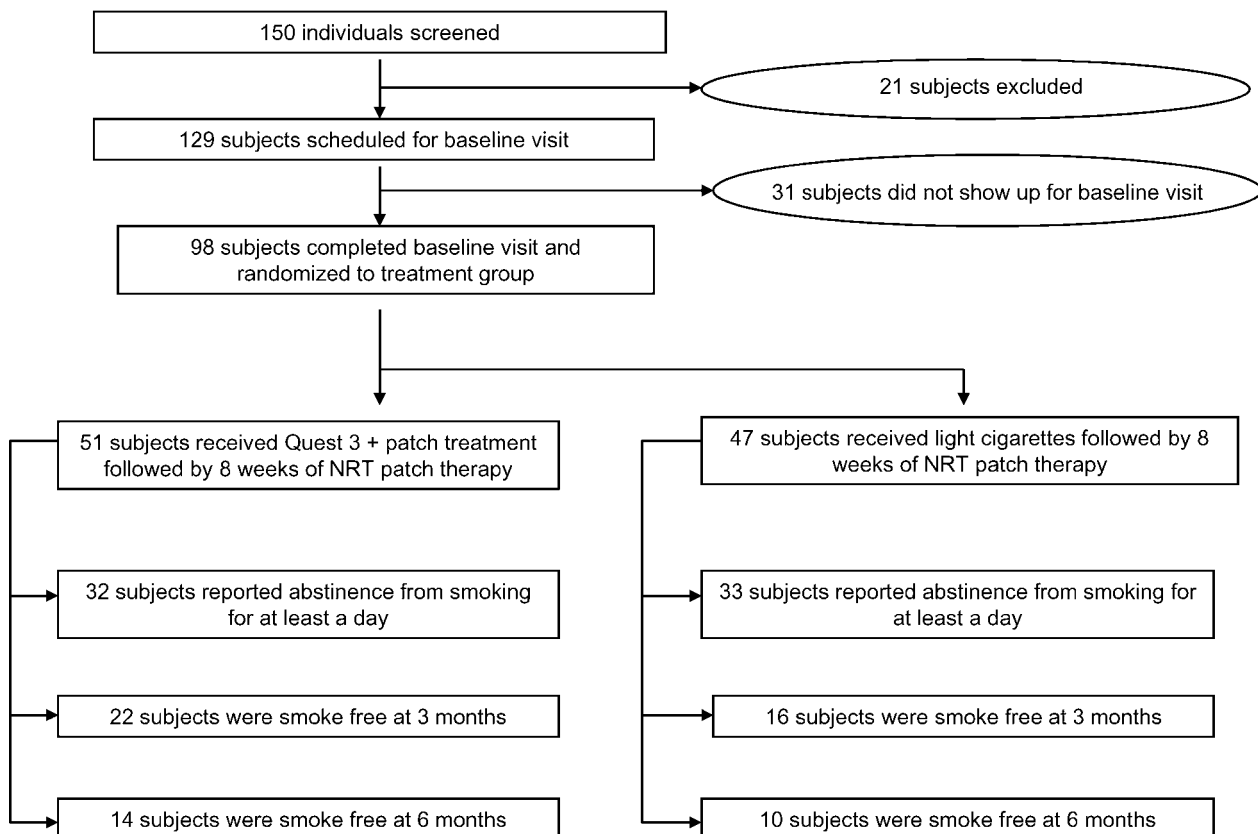 150 individuals screened
21 subjects excluded
129 subjects scheduled for baseline visit
31 subjects did not show up for baseline visit
98 subjects completed baseline visit and
randomized to treatment group
51 subjects received Quest 3 + patch treatment
followed by 8 weeks of NRT patch therapy
47 subjects received light cigarettes followed by 8
weeks of NRT patch therapy
32 subjects reported abstinence from smoking
for at least a day
33 subjects reported abstinence from smoking for
at least a day
22 subjects were smoke free at 3 months
16 subjects were smoke free at 3 months
14 subjects were smoke free at 6 months
10 subjects were smoke free at 6 months